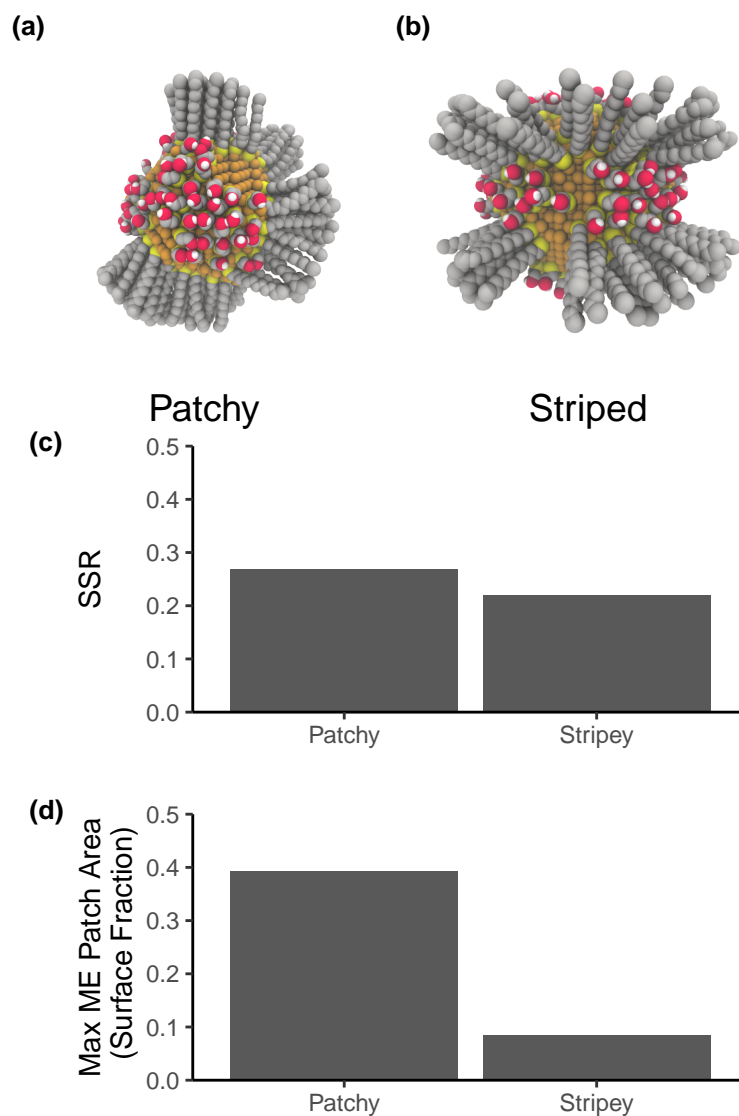 (a)
(b)
Patchy
Striped
(c)
SSR
0.5
0.4
0.3
0.2
0.1
0.0
Patchy
Stripey
(d)
Max ME Patch Area
(Surface Fraction)
0.5
0.4
0.3
0.2
0.1
0.0
Patchy
Stripey